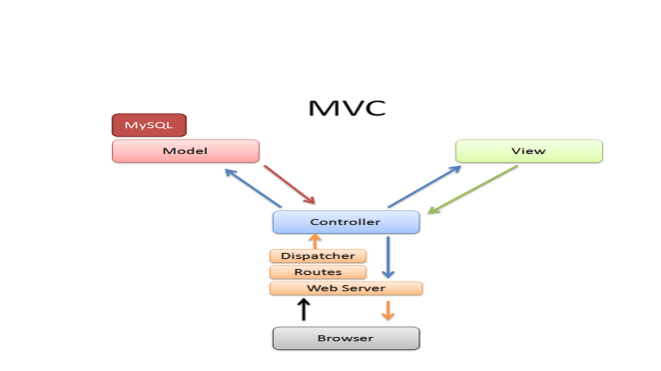 MVC
MySQL
Model
View
Controller
Dispatcher
Routes
Web Server
Browser